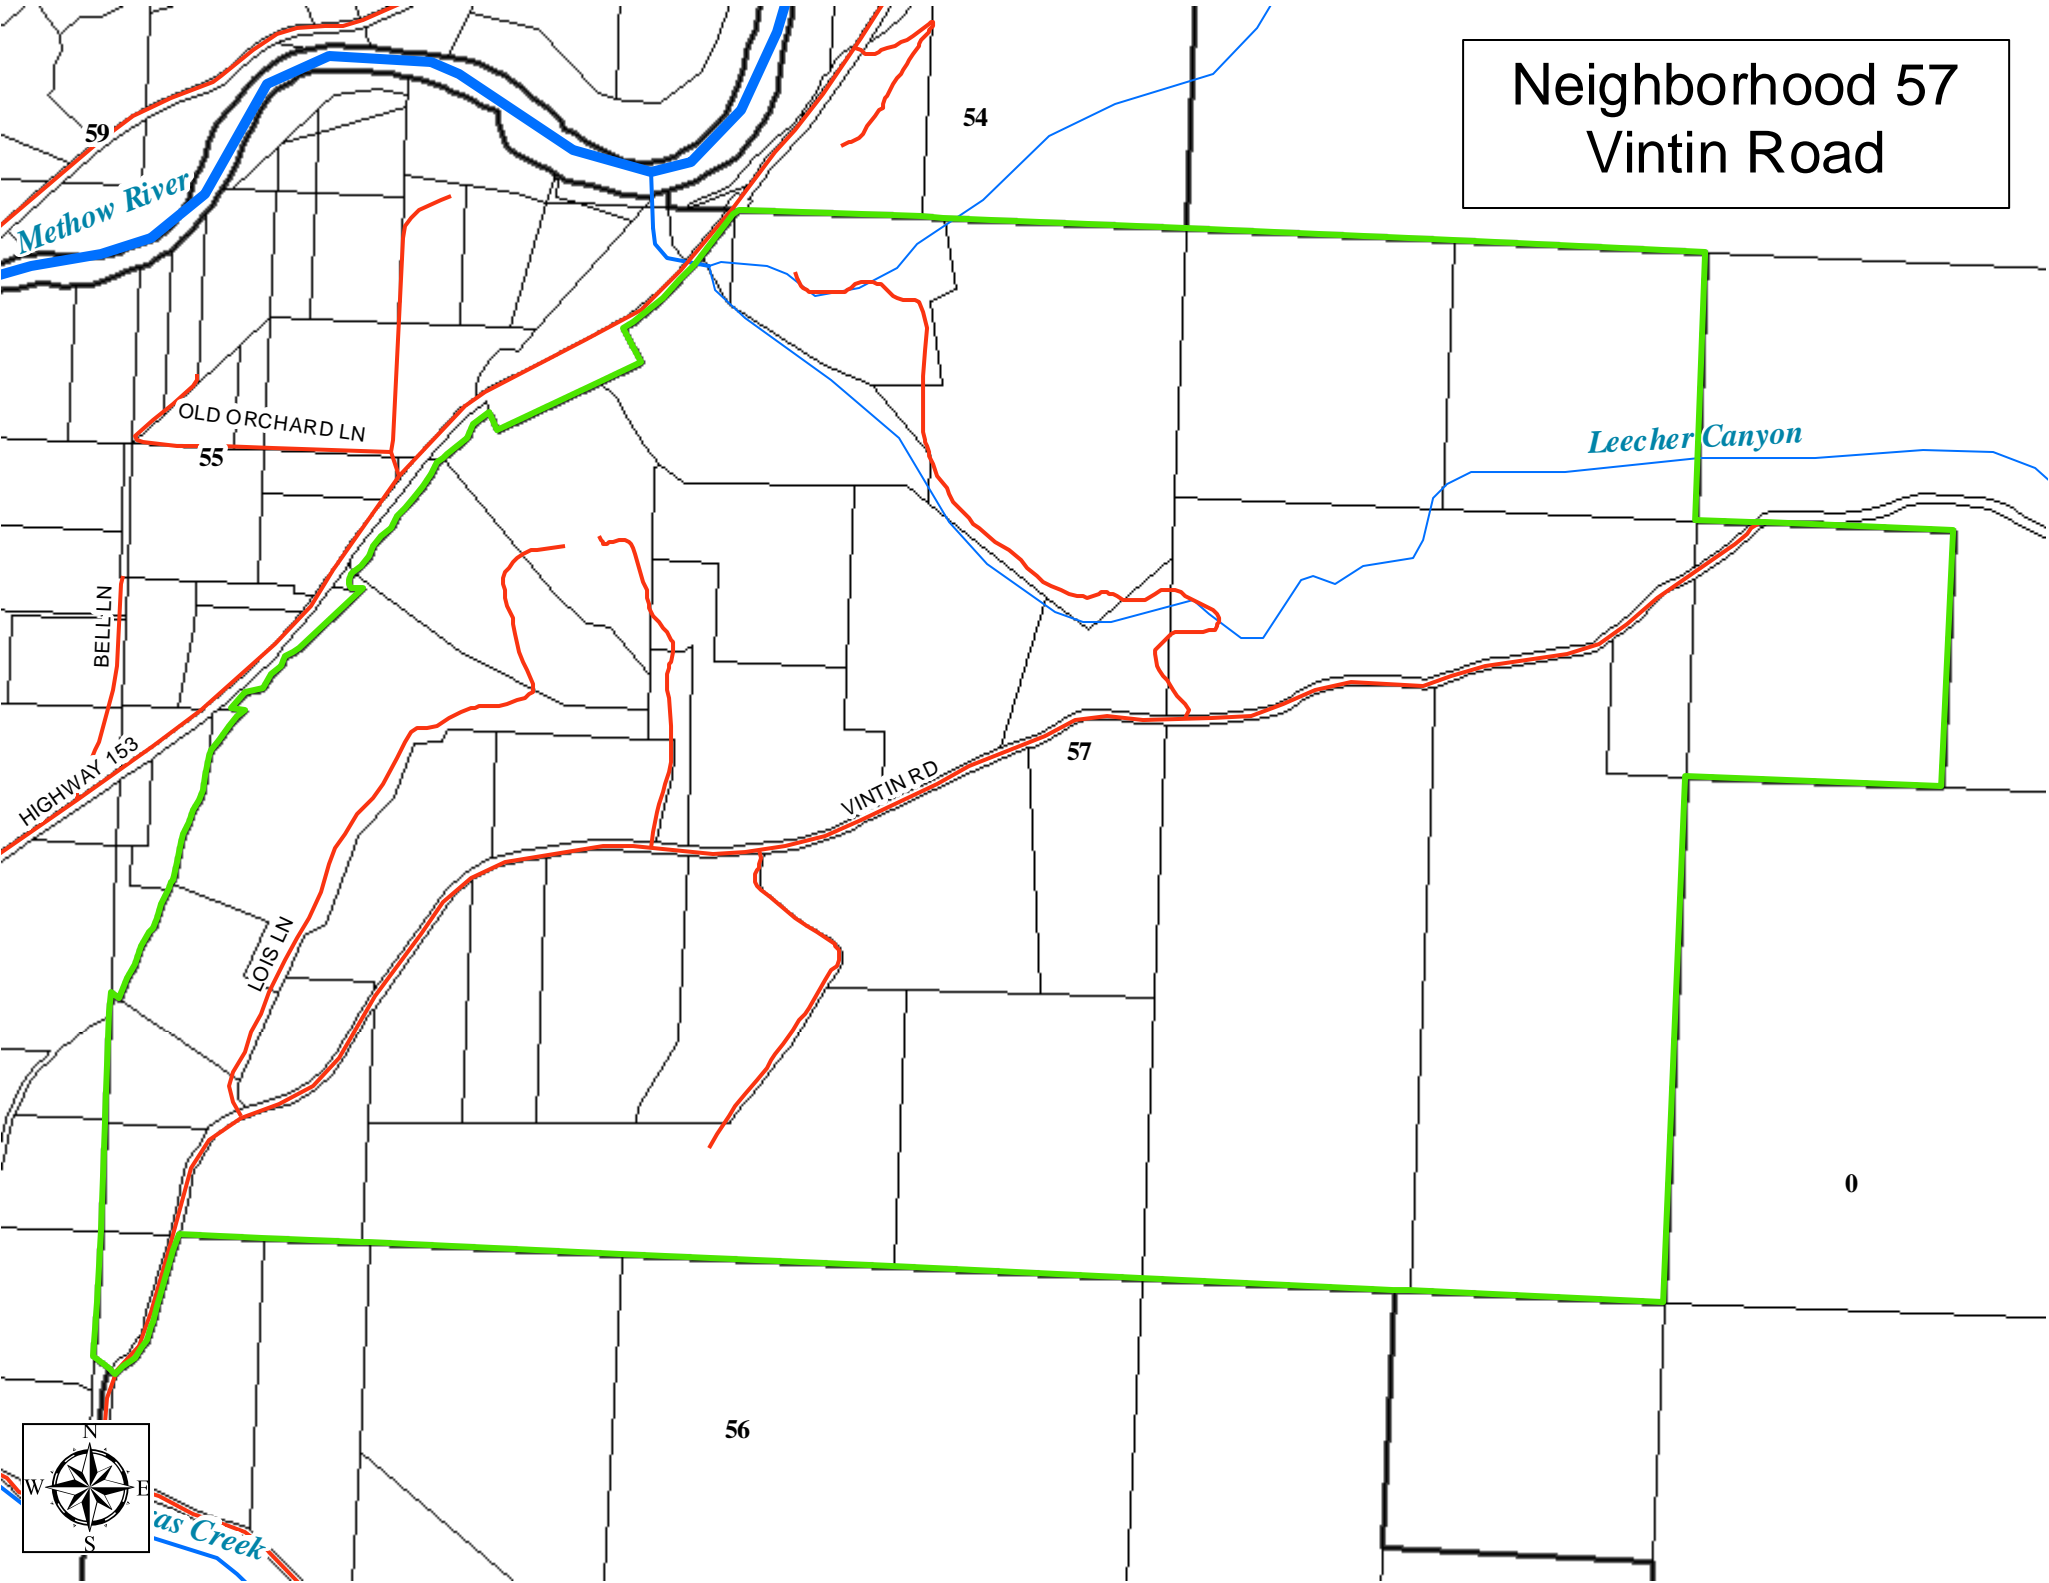 Neighborhood 57
Vintin Road
54
59
Methow River
OLD ORCHARD LN
55
Leecher Canyon
BELL LN
HIGHWAY 153
57
VINTIN RD
LOIS LN
0
56
N
W E
S
Creek